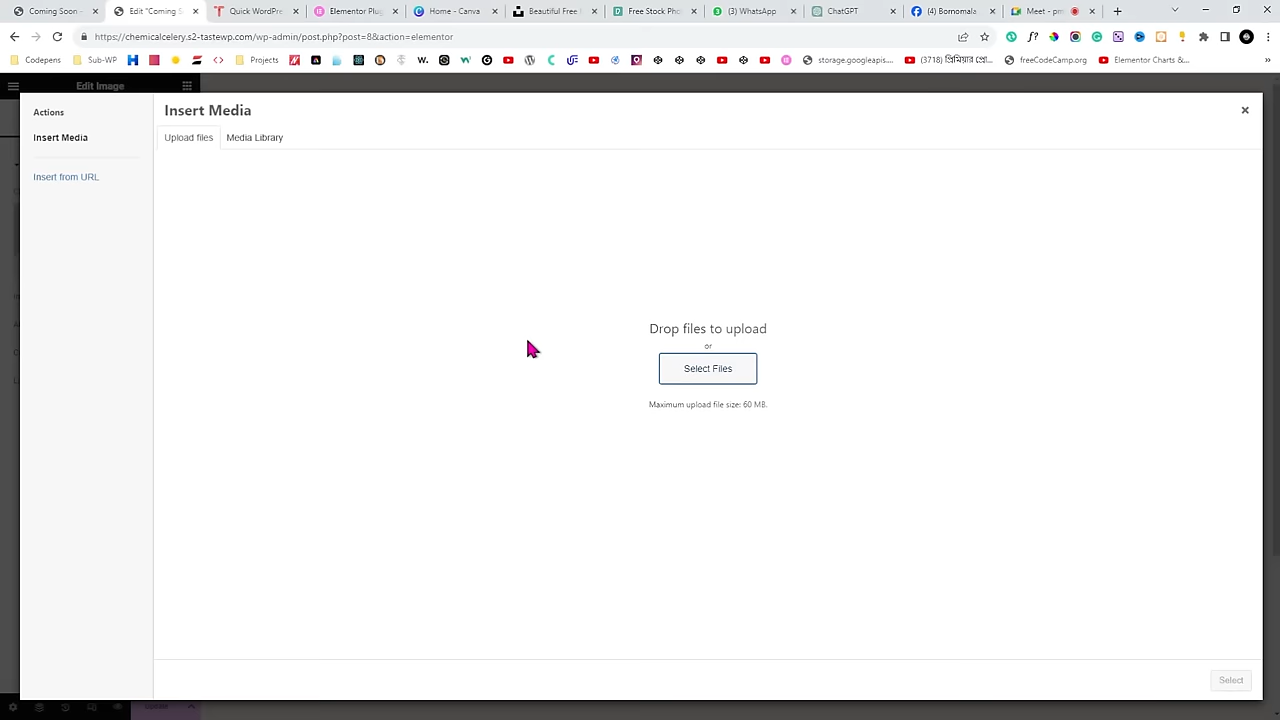 Coming Soon –
Edit "Coming S
Quick WordPre
Elementor Plug
Home - Canva
Beautiful Free I
Free Stock Pho
(3) WhatsApp
ChatGPT
(4) Bornomala
Meet - pm
https://chemicalcelery.s2-tastewp.com/wp-admin/post.php?post=8&action=elementor
Codepens
Sub-WP
Projects
storage.googleapis....
freeCodeCamp.org
Elementor Charts &...
Edit Image
Actions
Insert Media
Insert from URL
Insert Media
Upload files
Media Library
Drop files to upload
or
Select Files
Maximum upload file size: 60 MB.
Select
Update